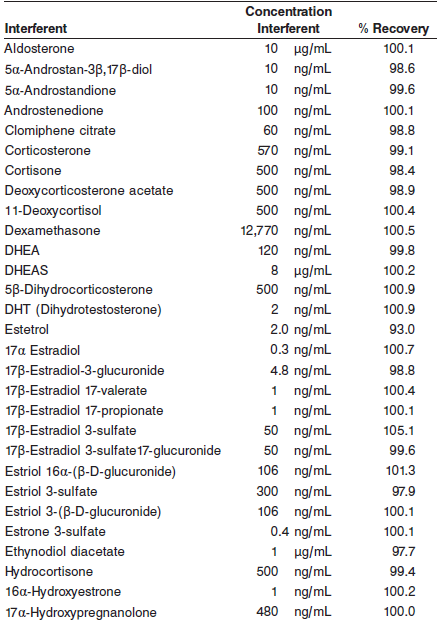 Concentration
Interferent Interferent % Recovery
Aldosterone 10 µg/mL 100.1
5α-Androstan-3β,17β-diol 10 ng/mL 98.6
5α-Androstandione 10 ng/mL 99.6
Androstenedione 100 ng/mL 100.1
Clomiphene citrate 60 ng/mL 98.8
Corticosterone 570 ng/mL 99.1
Cortisone 500 ng/mL 98.4
Deoxycorticosterone acetate 500 ng/mL 98.9
11-Deoxycortisol 500 ng/mL 100.4
Dexamethasone 12,770 ng/mL 100.5
DHEA 120 ng/mL 99.8
DHEAS 8 µg/mL 100.2
5β-Dihydrocorticosterone 500 ng/mL 100.9
DHT (Dihydrotestosterone) 2 ng/mL 100.9
Estetrol 2.0 ng/mL 93.0
17α Estradiol 0.3 ng/mL 100.7
17β-Estradiol-3-glucuronide 4.8 ng/mL 98.8
17β-Estradiol 17-valerate 1 ng/mL 100.4
17β-Estradiol 17-propionate 1 ng/mL 100.1
17β-Estradiol 3-sulfate 50 ng/mL 105.1
17β-Estradiol 3-sulfate17-glucuronide 50 ng/mL 99.6
Estriol 16α-(β-D-glucuronide) 106 ng/mL 101.3
Estriol 3-sulfate 300 ng/mL 97.9
Estriol 3-(β-D-glucuronide) 106 ng/mL 100.1
Estrone 3-sulfate 0.4 ng/mL 100.1
Ethynodiol diacetate 1 µg/mL 97.7
Hydrocortisone 500 ng/mL 99.4
16α-Hydroxyestrone 1 ng/mL 100.2
17α-Hydroxypregnanolone 480 ng/mL 100.0